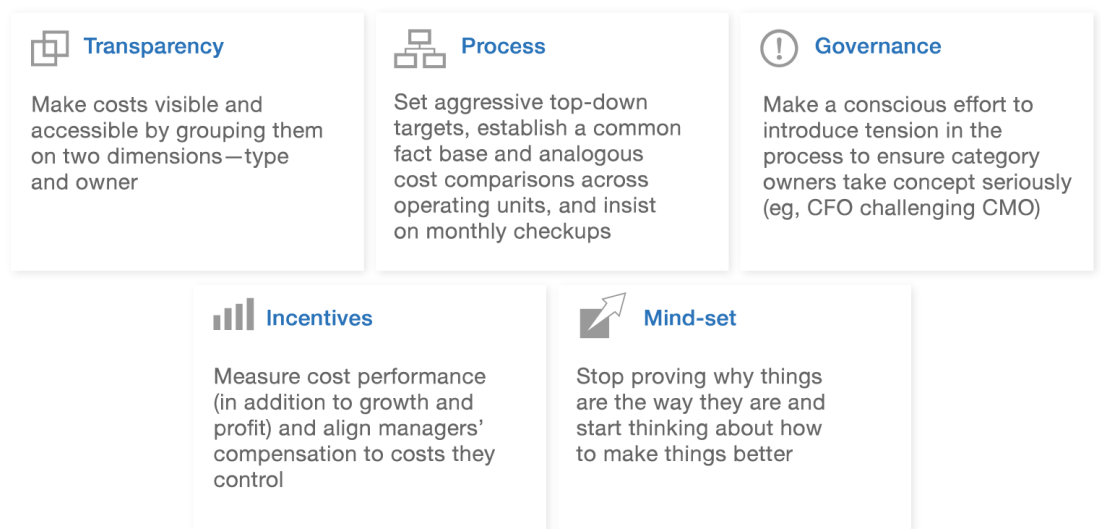 Transparency
Make costs visible and
accessible by grouping them
on two dimensions—type
and owner
Process
Set aggressive top-down
targets, establish a common
fact base and analogous
cost comparisons across
operating units, and insist
on monthly checkups
Governance
Make a conscious effort to
introduce tension in the
process to ensure category
owners take concept seriously
(eg, CFO challenging CMO)
Incentives
Measure cost performance
(in addition to growth and
profit) and align managers’
compensation to costs they
control
Mind-set
Stop proving why things
are the way they are and
start thinking about how
to make things better